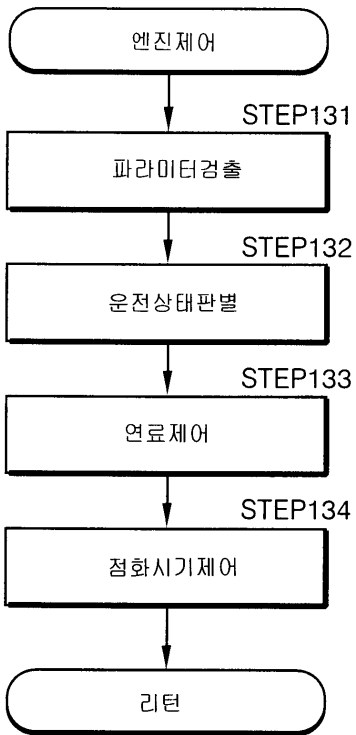 엔진제어
STEP131
파라미터검출
STEP132
운전상태판별
STEP133
연료제어
STEP134
점화시기제어
리턴